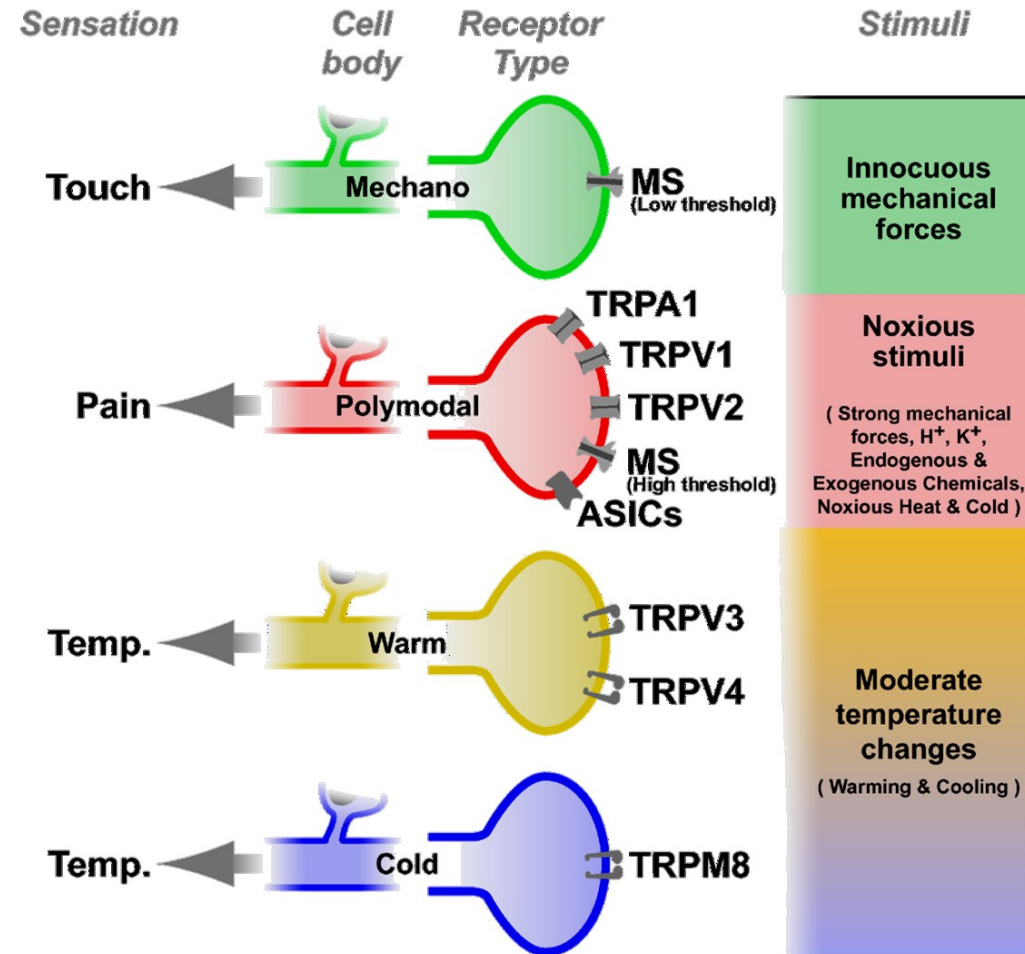 Sensation
Cell
body
Receptor
Type
Stimuli
Touch
Mechano
MS
(Low threshold)
Innocuous
mechanical
forces
Pain
Polymodal
TRPA1
TRPV1
TRPV2
MS
(High threshold)
ASICs
Noxious
stimuli
( Strong mechanical
forces, H⁺, K⁺,
Endogenous &
Exogenous Chemicals,
Noxious Heat & Cold )
Temp.
Warm
TRPV3
TRPV4
Moderate
temperature
changes
( Warming & Cooling )
Temp.
Cold
TRPM8